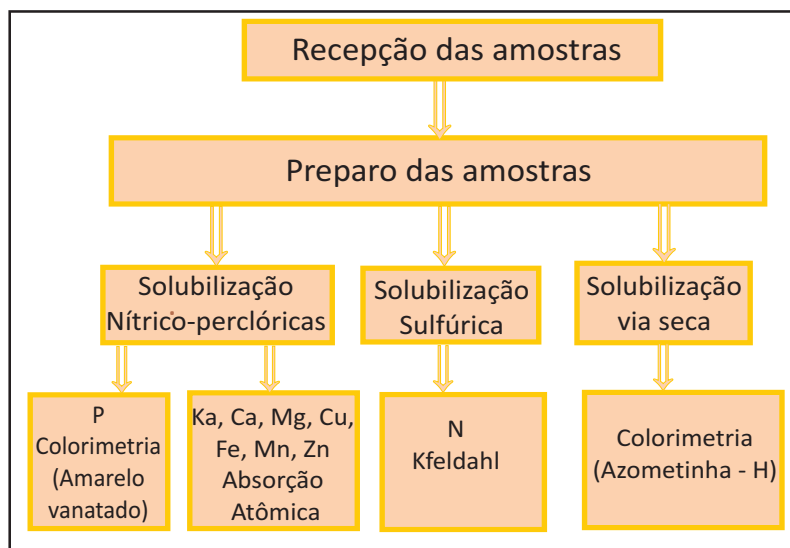 Recepção das amostras
Preparo das amostras
Solubilização
Nítrico-perclóricas
Solubilização
Sulfúrica
Solubilização
via seca
P
Colorimetria
(Amarelo
vanatado)
Ka, Ca, Mg, Cu,
Fe, Mn, Zn
Absorção
Atômica
N
Kfeldahl
Colorimetria
(Azometinha - H)